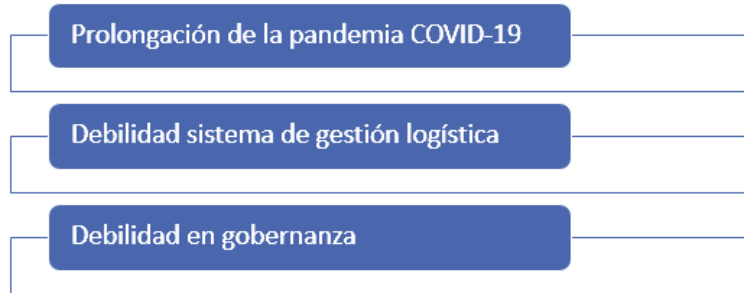 Prolongación de la pandemia COVID-19
Debilidad sistema de gestión logística
Debilidad en gobernanza